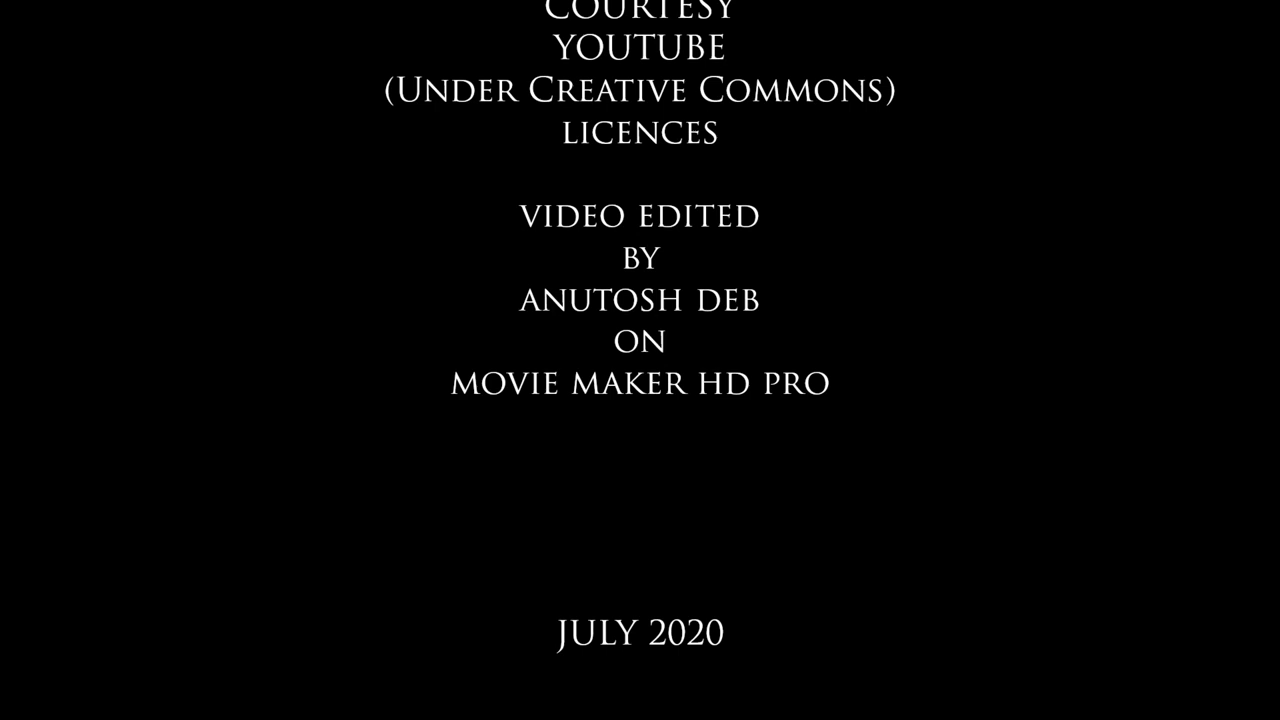 COURTESY
YOUTUBE
(UNDER CREATIVE COMMONS)
LICENCES
VIDEO EDITED
BY
ANUTOSH DEB
ON
MOVIE MAKER HD PRO
JULY 2020